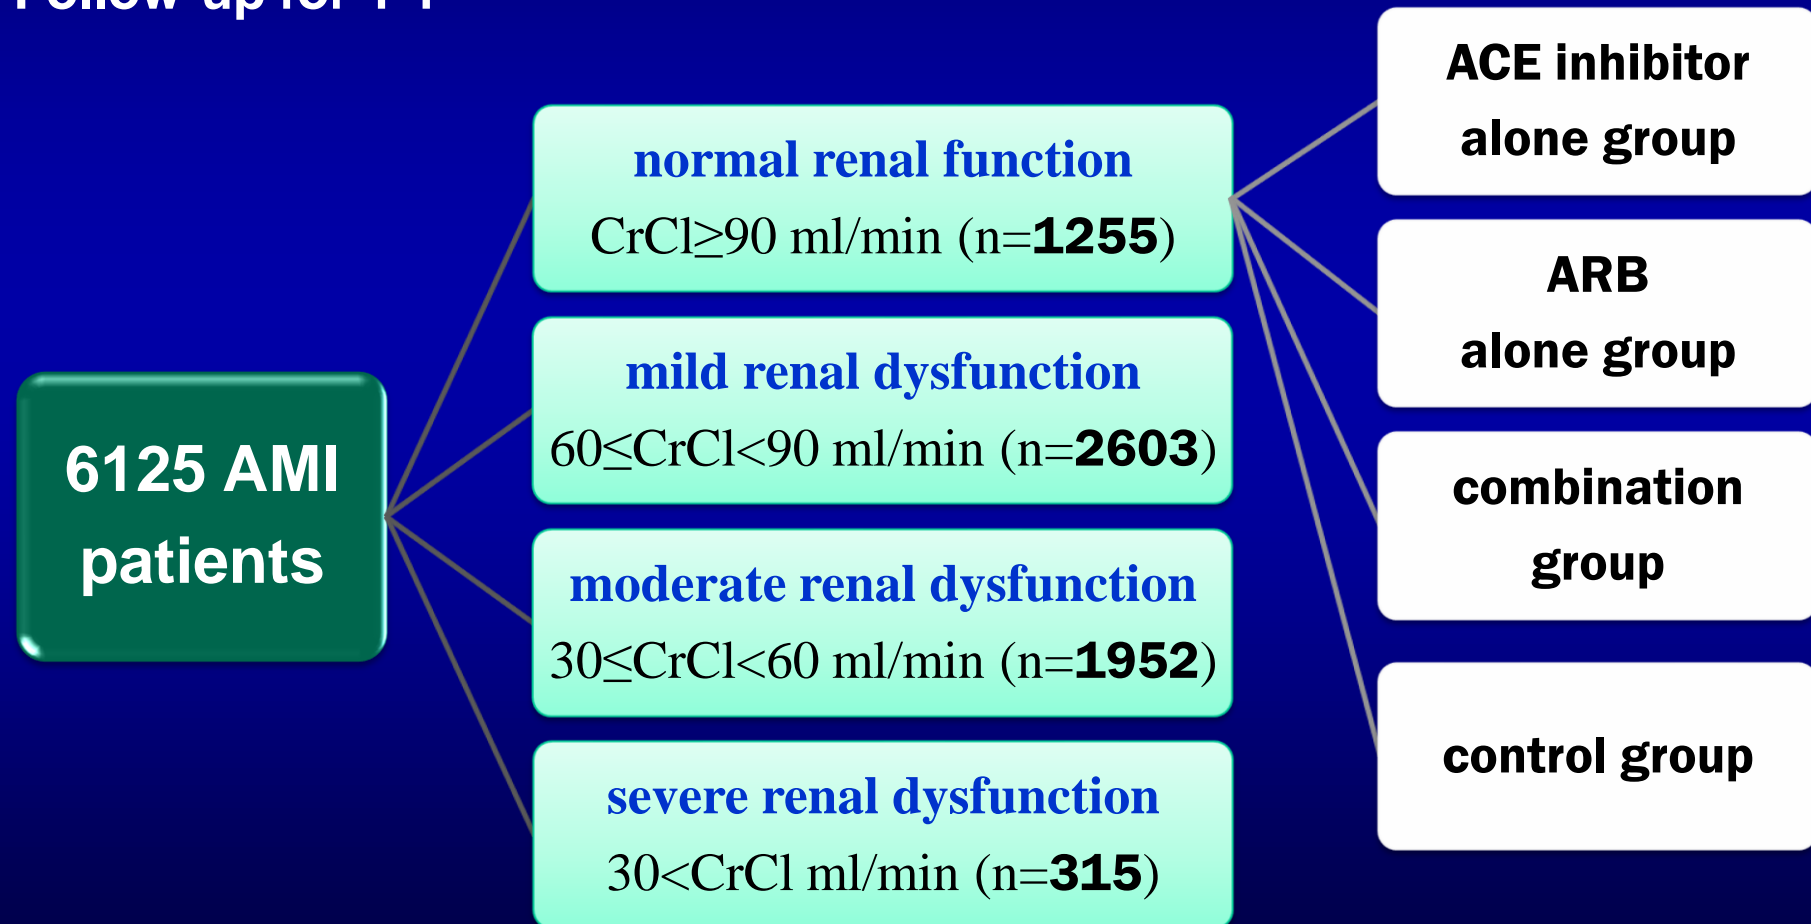 6125 AMI
patients
normal renal function
CrCl≥90 ml/min (n=1255)
mild renal dysfunction
60≤CrCl<90 ml/min (n=2603)
moderate renal dysfunction
30≤CrCl<60 ml/min (n=1952)
severe renal dysfunction
30<CrCl ml/min (n=315)
ACE inhibitor
alone group
ARB
alone group
combination
group
control group